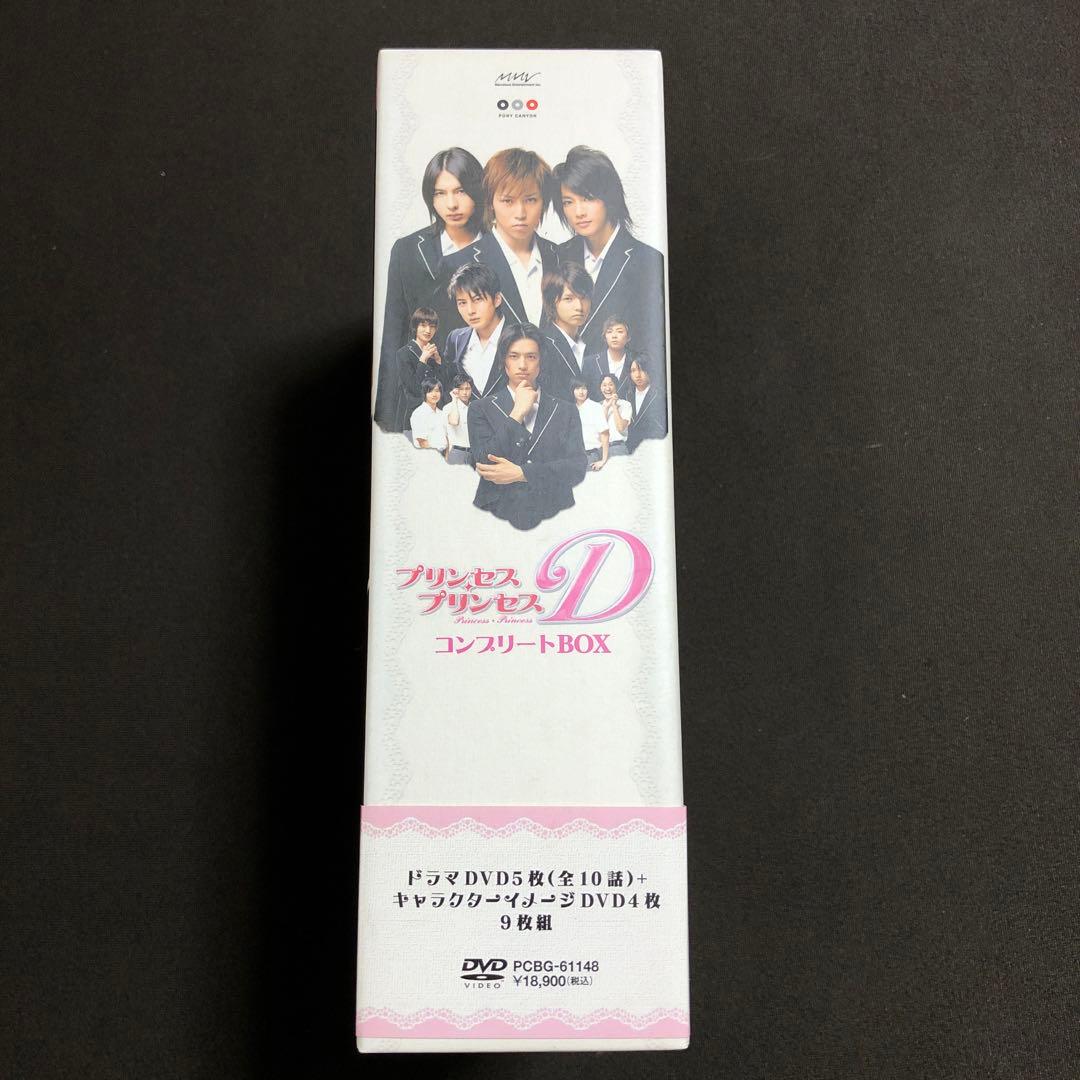 Marvelous Entertainment Inc.
PONY CANYON
プリンセス
プリンセス
D
Princess・Princess
コンプリートBOX
ドラマDVD5枚(全10話)+
キャラクターイメージDVD4枚
9枚組
DVD
VIDEO
PCBG-61148
¥18,900(税込)